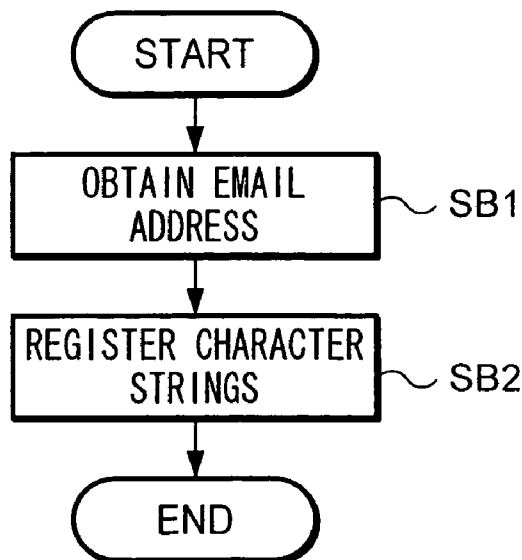 START
OBTAIN EMAIL
ADDRESS
SB1
REGISTER CHARACTER
STRINGS
SB2
END